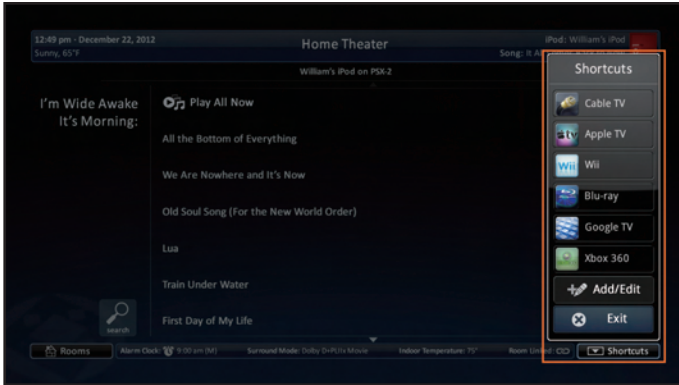 12:49 pm - December 22, 2012
Sunny, 65°F
Home Theater
iPod: William's iPod
Song: It
William's iPod on PSX-2
I'm Wide Awake
It's Morning:
Play All Now
All the Bottom of Everything
We Are Nowhere and It's Now
Old Soul Song (For the New World Order)
Lua
Train Under Water
First Day of My Life
search
Shortcuts
Cable TV
stv Apple TV
Wii Wii
Blu-ray
Google TV
Xbox 360
Add/Edit
Exit
Rooms
Alarm Clock: 9:00 am (M)
Surround Mode: Dolby D+PLIIx Movie
Indoor Temperature: 75°
Room Linked:
Shortcuts